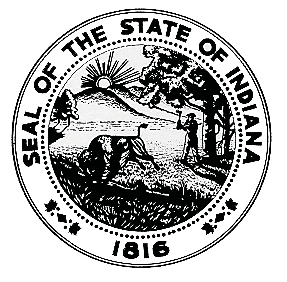 SEAL OF THE STATE OF INDIANA
1816